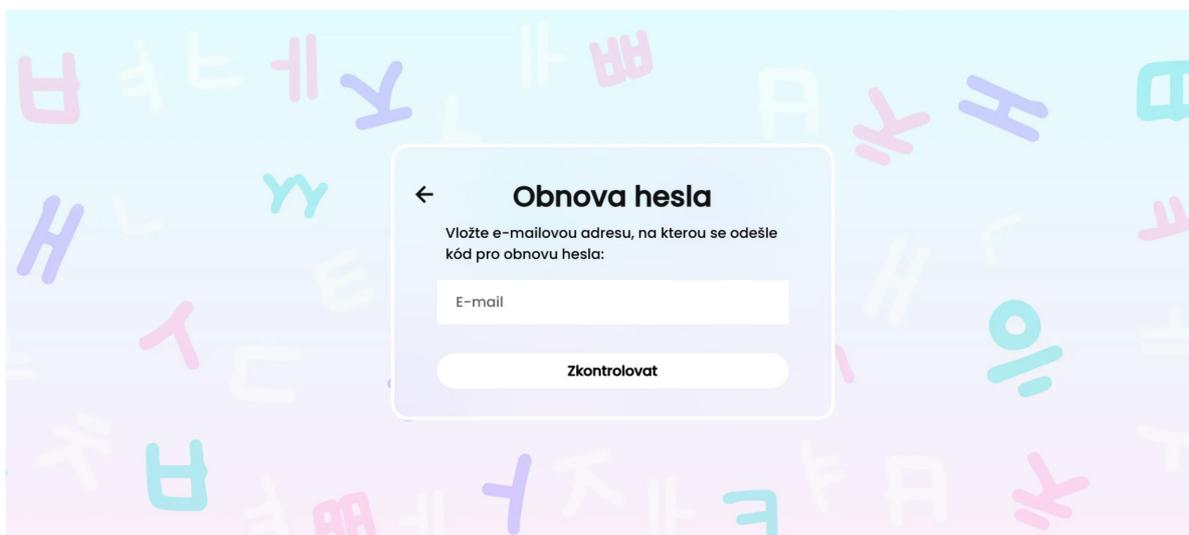 Obnova hesla
Vložte e-mailovou adresu, na kterou se odešle
kód pro obnovu hesla:
E-mail
Zkontrolovat